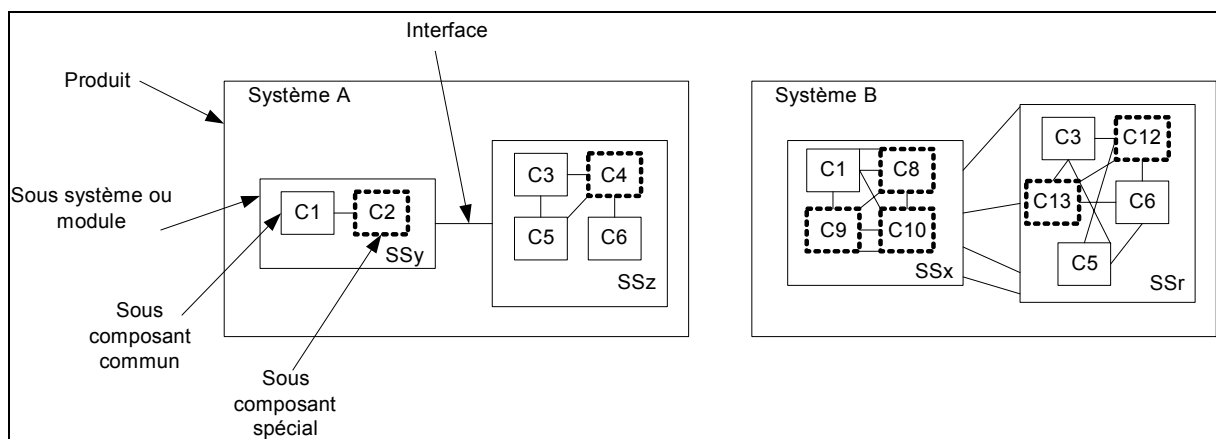 Interface
Produit
Système A
Système B
Sous système ou
module
C1
C2
SSy
C3
C4
C5
C6
SSz
C1
C8
C9
C10
SSx
C3
C12
C13
C6
C5
SSr
Sous
composant
commun
Sous
composant
spécial